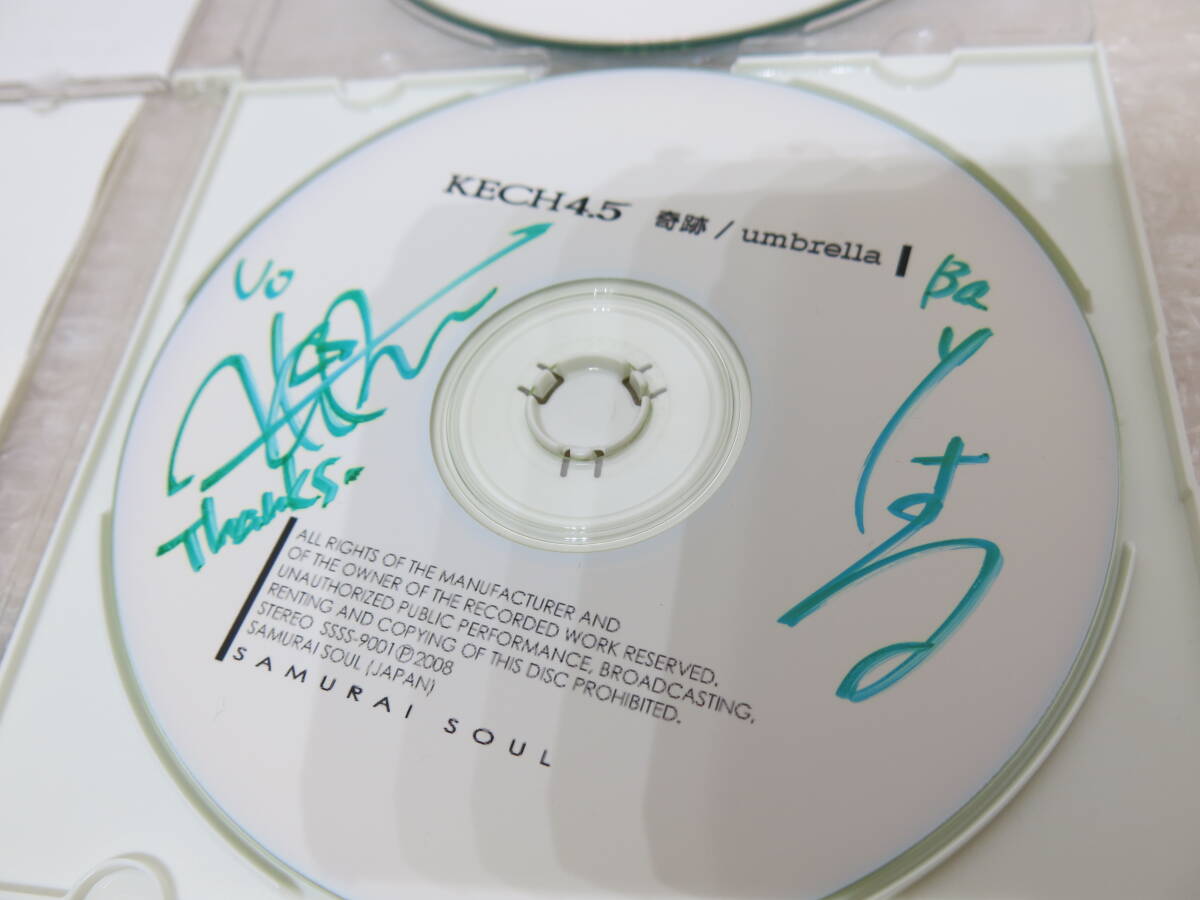 KECH4.5 奇跡 / umbrella
Vo
Ba
Thanks.
ALL RIGHTS OF THE MANUFACTURER AND
OF THE OWNER OF THE RECORDED WORK RESERVED.
UNAUTHORIZED PUBLIC PERFORMANCE, BROADCASTING,
RENTING AND COPYING OF THIS DISC PROHIBITED.
STEREO SSSS-9001 Ⓟ2008
SAMURAI SOUL (JAPAN)
SAMURAI SOUL